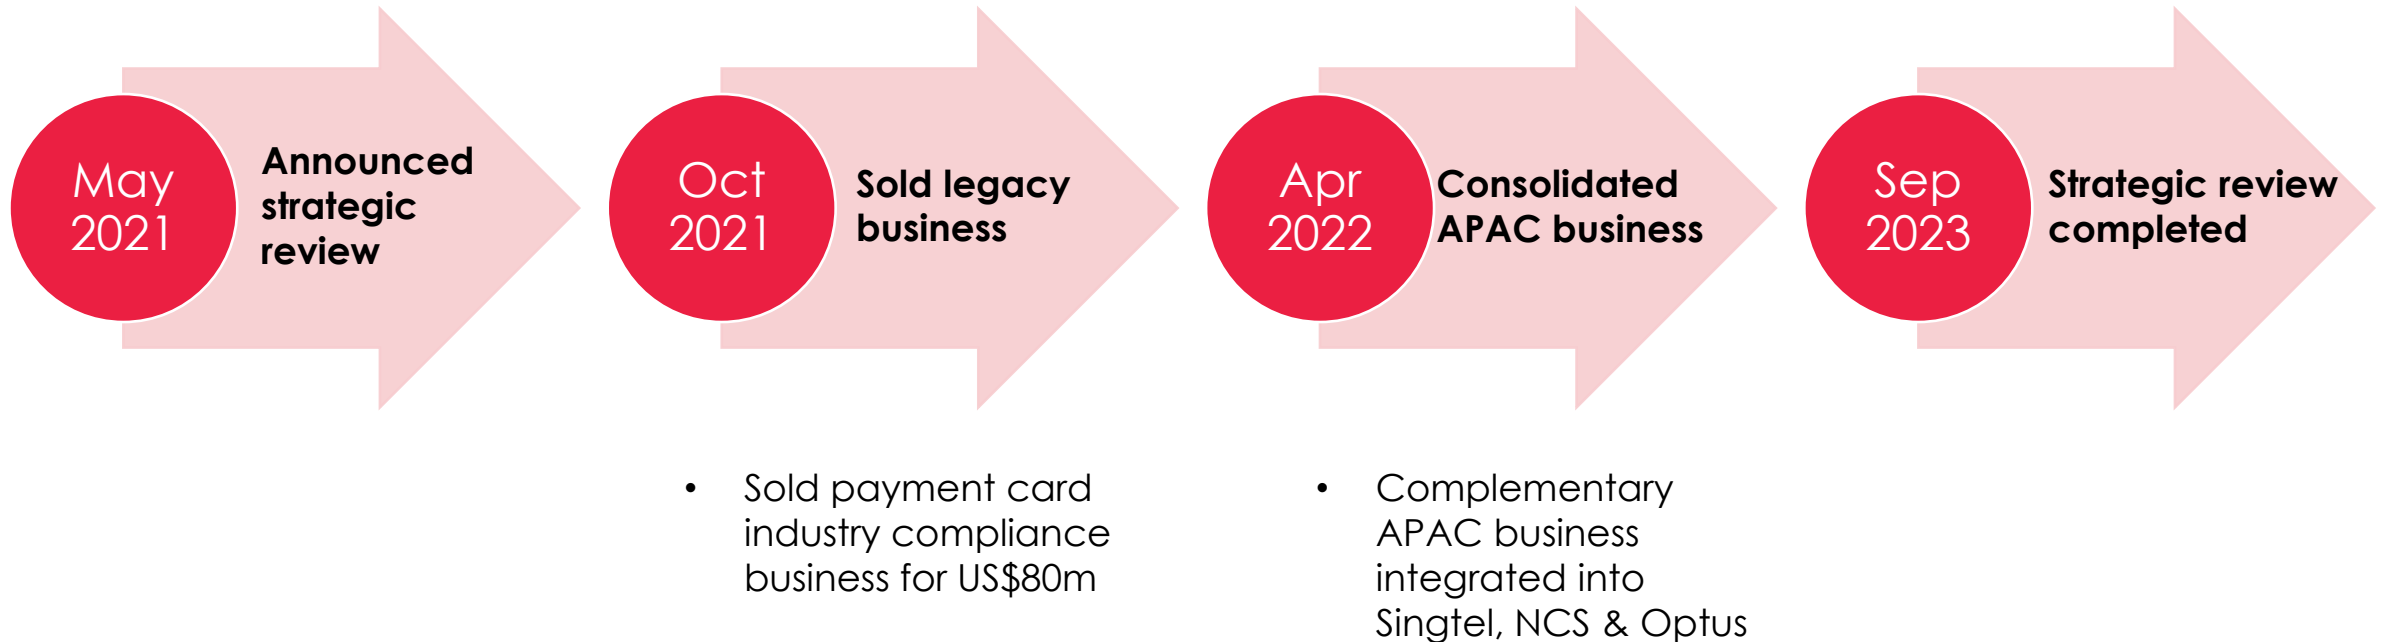 May
2021
Announced
strategic
review
Oct
2021
Sold legacy
business
Apr
2022
Consolidated
APAC business
Sep
2023
Strategic review
completed
• Sold payment card
industry compliance
business for US$80m
• Complementary
APAC business
integrated into
Singtel, NCS & Optus